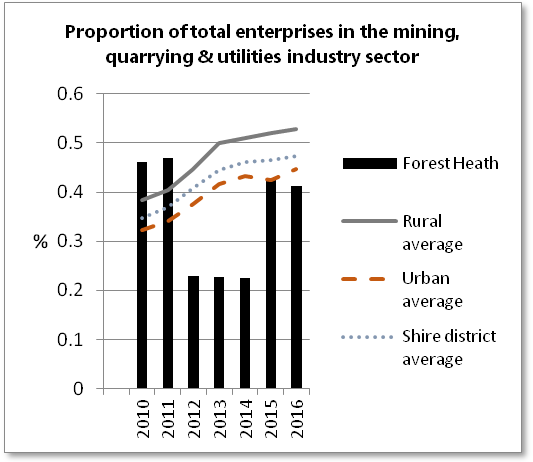 Proportion of total enterprises in the mining,
quarrying & utilities industry sector
0.6
0.5
0.4
0.3
0.2
0.1
0
%
2010
2011
2012
2013
2014
2015
2016
Forest Heath
Rural
average
Urban
average
Shire district
average